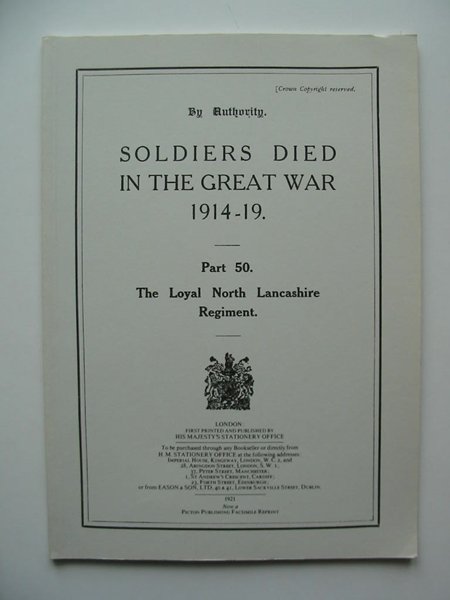 [Crown Copyright reserved.
By Authority.
SOLDIERS DIED
IN THE GREAT WAR
1914-19.
Part 50.
The Loyal North Lancashire
Regiment.
LONDON
FIRST PRINTED AND PUBLISHED BY
HIS MAJESTY'S STATIONERY OFFICE
To be purchased through any Bookseller or directly from
H. M. STATIONERY OFFICE at the following addresses:
IMPERIAL HOUSE, KINGSWAY, LONDON, W.C. 2, and
28, ABINGDON STREET, LONDON, S.W. 1;
37, PETER STREET, MANCHESTER;
1, ST. ANDREW'S CRESCENT, CARDIFF;
23, FORTH STREET, EDINBURGH;
or from EASON & SON, LTD, 40 & 41, LOWER SACKVILLE STREET, DUBLIN.
1921
Now a
PICTON PUBLISHING FACSIMILE REPRINT